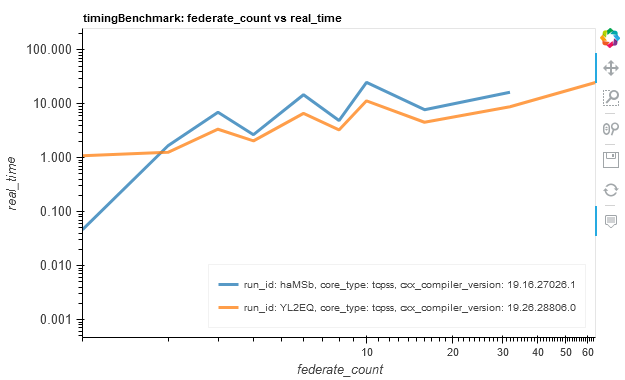 timingBenchmark: federate_count vs real_time
100.000
10.000
1.000
0.100
0.010
0.001
real_time
run_id: haMSb, core_type: tcpss, cxx_compiler_version: 19.16.27026.1
run_id: YL2EQ, core_type: tcpss, cxx_compiler_version: 19.26.28806.0
10 20 30 40 50 60
federate_count